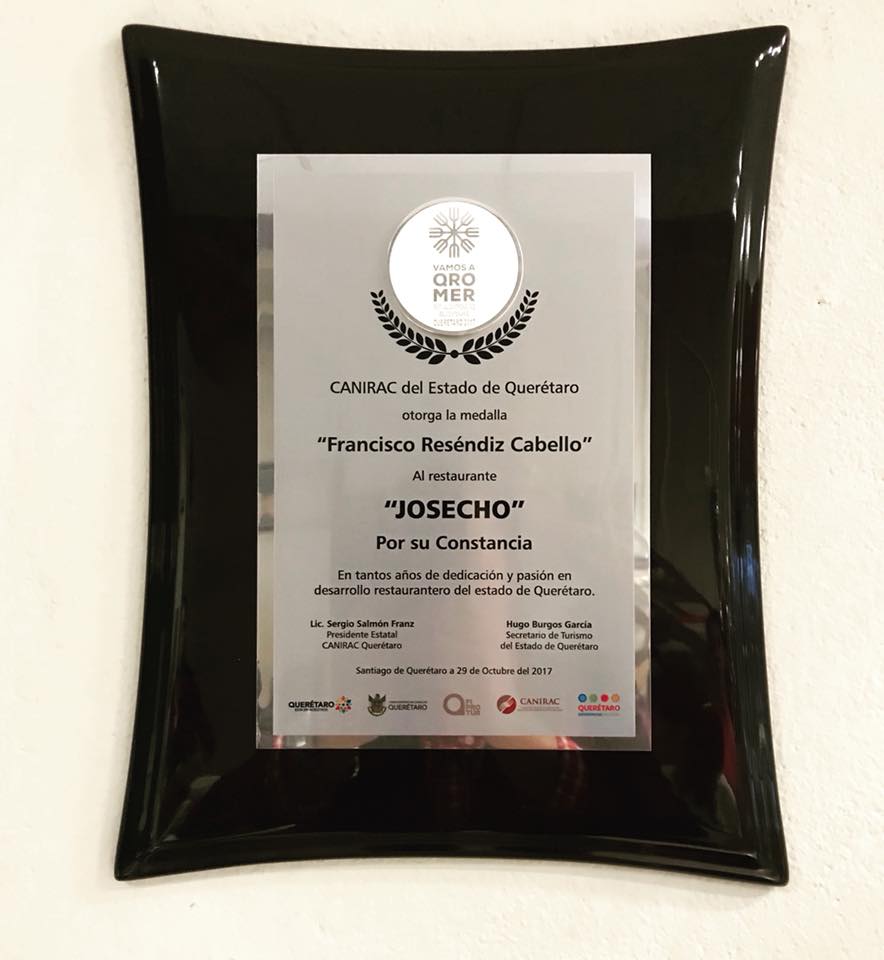 VAMOS A
QRO
MER
CANIRAC del Estado de Querétaro
otorga la medalla
“Francisco Reséndiz Cabello”
Al restaurante
“JOSECHO”
Por su Constancia
En tantos años de dedicación y pasión en
desarrollo restaurantero del estado de Querétaro.
Lic. Sergio Salmón Franz
Presidente Estatal
CANIRAC Querétaro
Hugo Burgos García
Secretario de Turismo
del Estado de Querétaro
Santiago de Querétaro a 29 de Octubre del 2017
QUERÉTARO
QUERÉTARO
FI
PRO
TUR
CANIRAC
QUERÉTARO